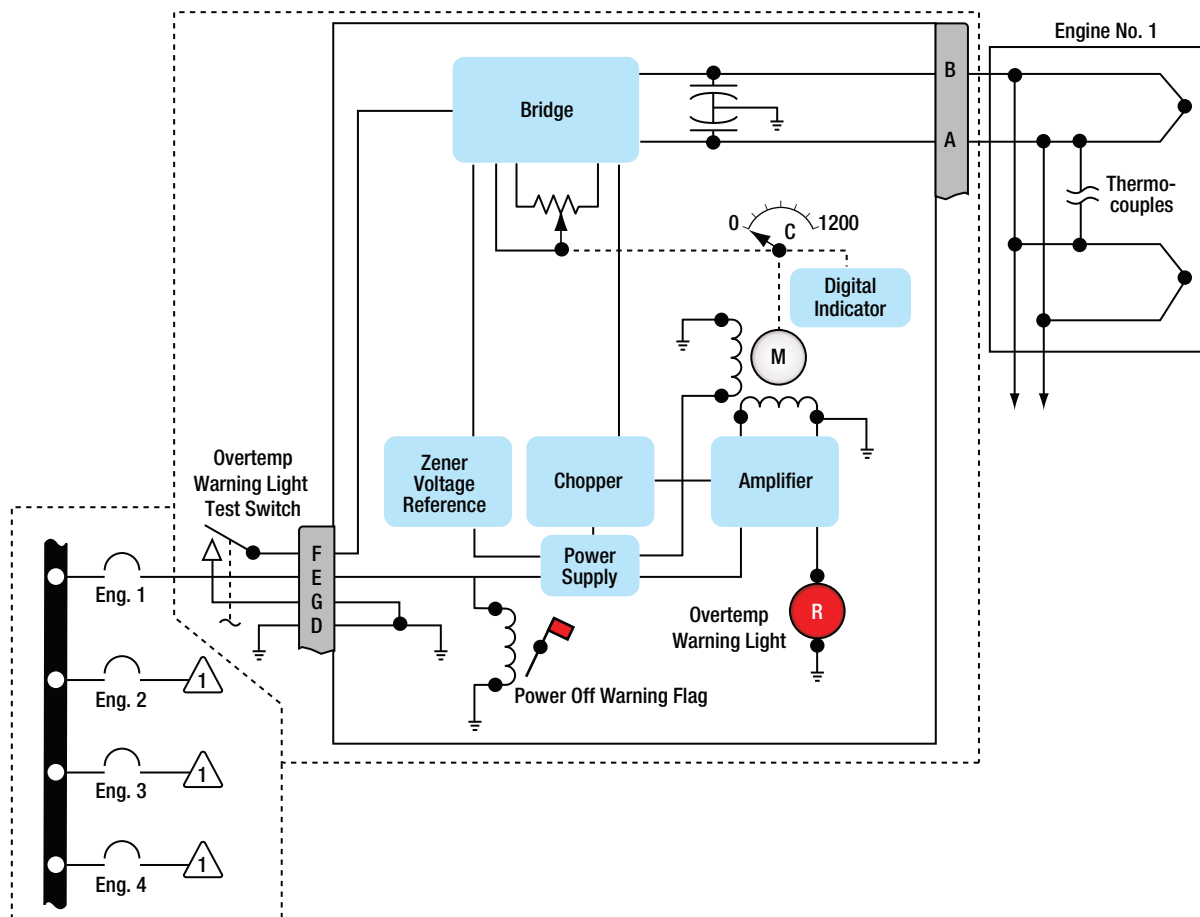 Engine No. 1
B
Bridge
A
Thermo-
couples
0
1200
C
Digital
Indicator
M
Zener
Voltage
Reference
Chopper
Amplifier
Overtemp
Warning Light
Test Switch
Power
Supply
F
E
G
D
Eng. 1
R
Overtemp
Warning Light
Power Off Warning Flag
1
Eng. 2
1
Eng. 3
1
Eng. 4